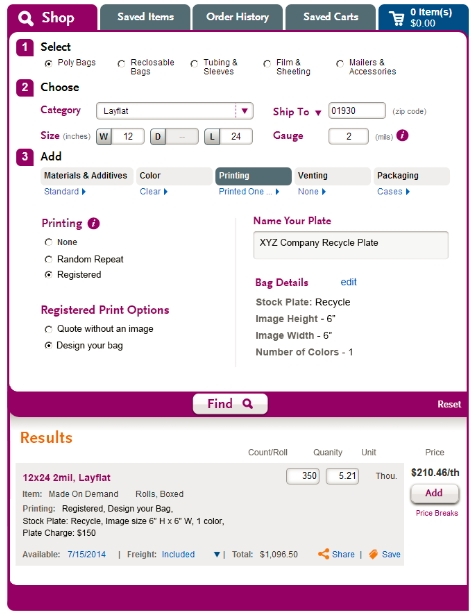 Shop
Saved Items
Order History
Saved Carts
0 Item(s)
$0.00
1 Select
Poly Bags
Reclosable
Bags
Tubing &
Sleeves
Film &
Sheeting
Mailers &
Accessories
2 Choose
Category Layflat Ship To 01930 (zip code)
Size (inches) W 12 D -- L 24 Gauge 2 (mils) i
3 Add
Materials & Additives Color Printing Venting Packaging
Standard Clear Printed One ... None Cases
Printing i
None
Random Repeat
Registered
Registered Print Options
Quote without an image
Design your bag
Name Your Plate
XYZ Company Recycle Plate
Bag Details edit
Stock Plate: Recycle
Image Height - 6"
Image Width - 6"
Number of Colors - 1
Find
Reset
Results
Count/Roll Quanity Unit Price
12x24 2mil, Layflat 350 5.21 Thou. $210.46/th
Item: Made On Demand Rolls, Boxed Add
Printing: Registered, Design your Bag, Price Breaks
Stock Plate: Recycle, Image size 6" H x 6" W, 1 color,
Plate Charge: $150
Available: 7/15/2014 | Freight: Included | Total: $1,096.50 Share | Save